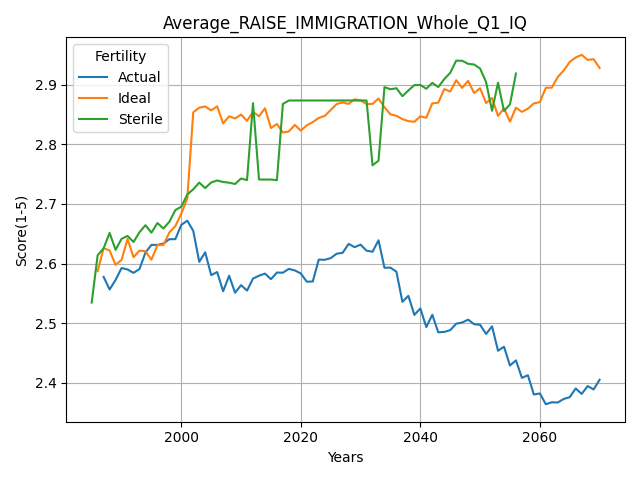 Average_RAISE_IMMIGRATION_Whole_Q1_IQ
Fertility
Actual
Ideal
Sterile
2.9
2.8
2.7
2.6
2.5
2.4
Score(1-5)
2000
2020
2040
2060
Years